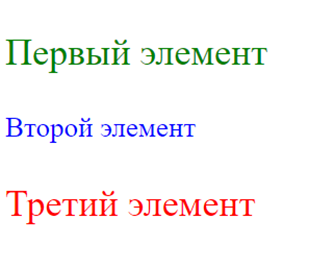 Первый элемент
Второй элемент
Третий элемент